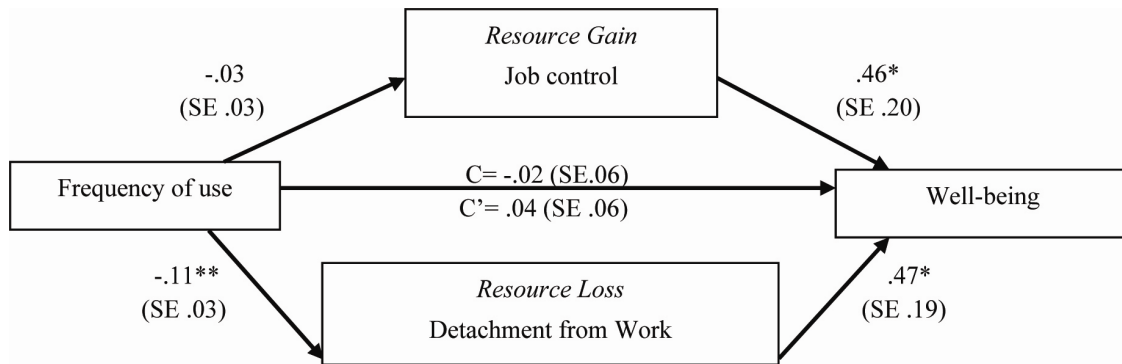 Resource Gain
Job control
-.03
(SE .03)
.46*
(SE .20)
Frequency of use
C= -.02 (SE.06)
C’= .04 (SE .06)
Well-being
-.11**
(SE .03)
Resource Loss
Detachment from Work
.47*
(SE .19)